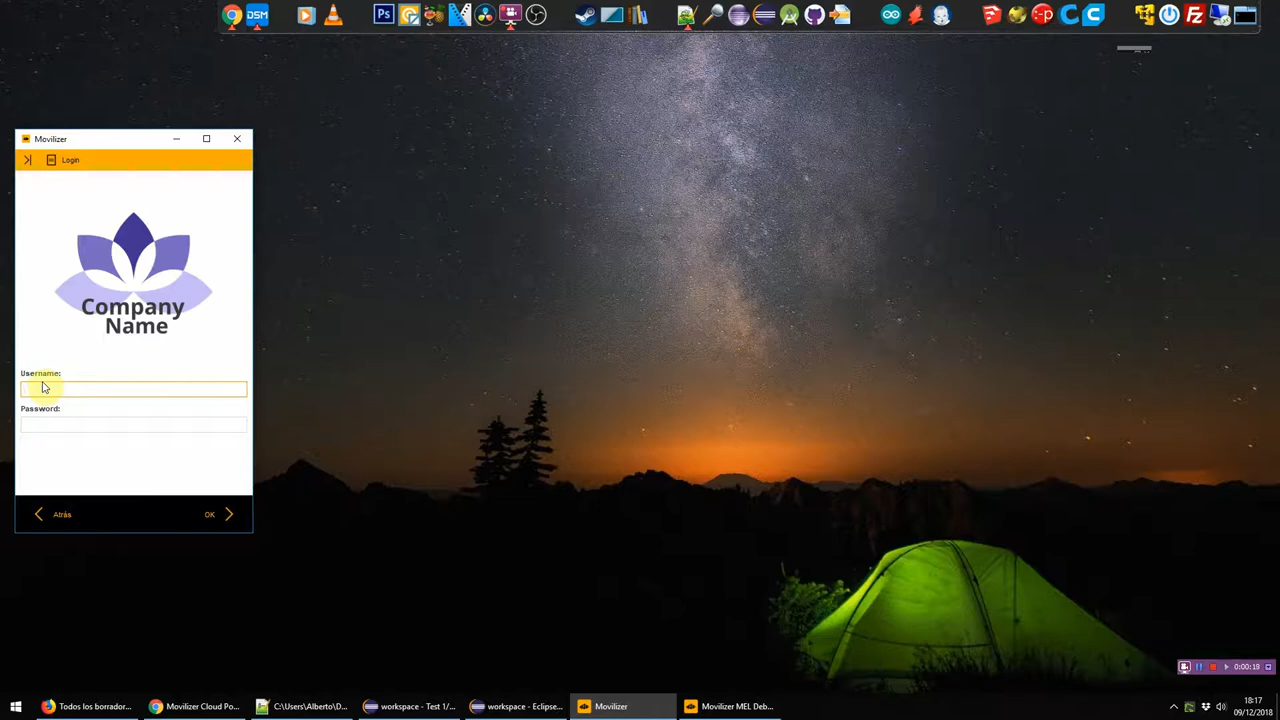 Movilizer
Login
Company
Name
Username:
Password:
Atrás
OK
0:00:19
Todos los borrador...
Movilizer Cloud Po...
C:\Users\Alberto\D...
workspace - Test 1/...
workspace - Eclipse...
Movilizer
Movilizer MEL Deb...
18:17
09/12/2018